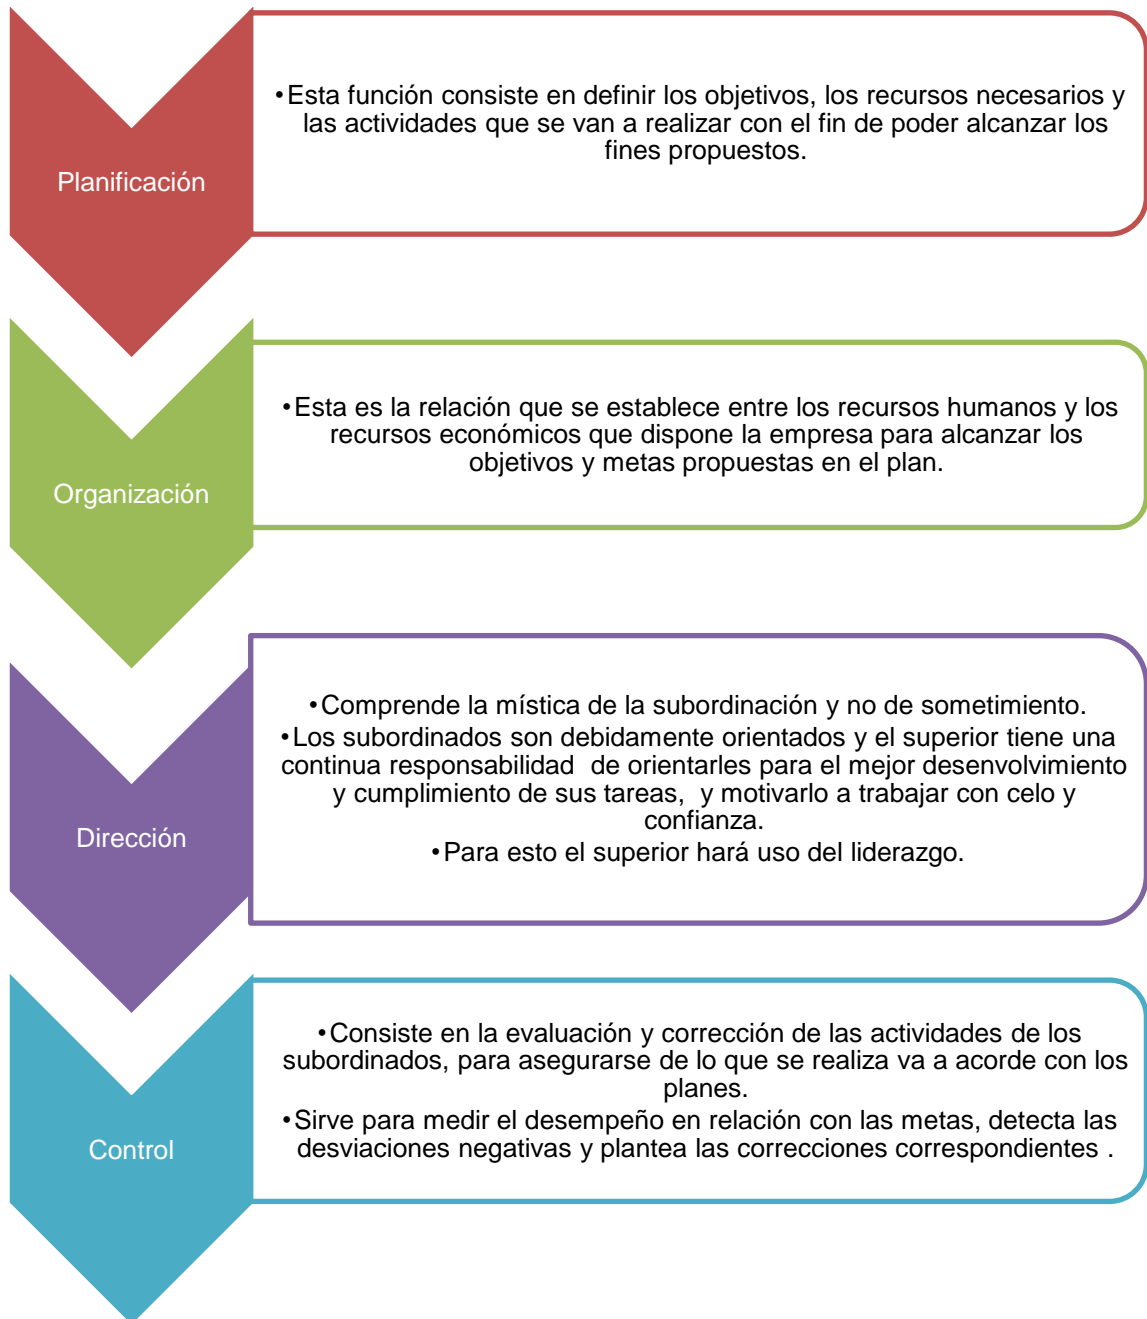 Planificación
•Esta función consiste en definir los objetivos, los recursos necesarios y
las actividades que se van a realizar con el fin de poder alcanzar los
fines propuestos.
Organización
•Esta es la relación que se establece entre los recursos humanos y los
recursos económicos que dispone la empresa para alcanzar los
objetivos y metas propuestas en el plan.
Dirección
•Comprende la mística de la subordinación y no de sometimiento.
•Los subordinados son debidamente orientados y el superior tiene una
continua responsabilidad  de orientarles para el mejor desenvolvimiento
y cumplimiento de sus tareas,  y motivarlo a trabajar con celo y
confianza.
•Para esto el superior hará uso del liderazgo.
Control
•Consiste en la evaluación y corrección de las actividades de los
subordinados, para asegurarse de lo que se realiza va a acorde con los
planes.
•Sirve para medir el desempeño en relación con las metas, detecta las
desviaciones negativas y plantea las correcciones correspondientes .